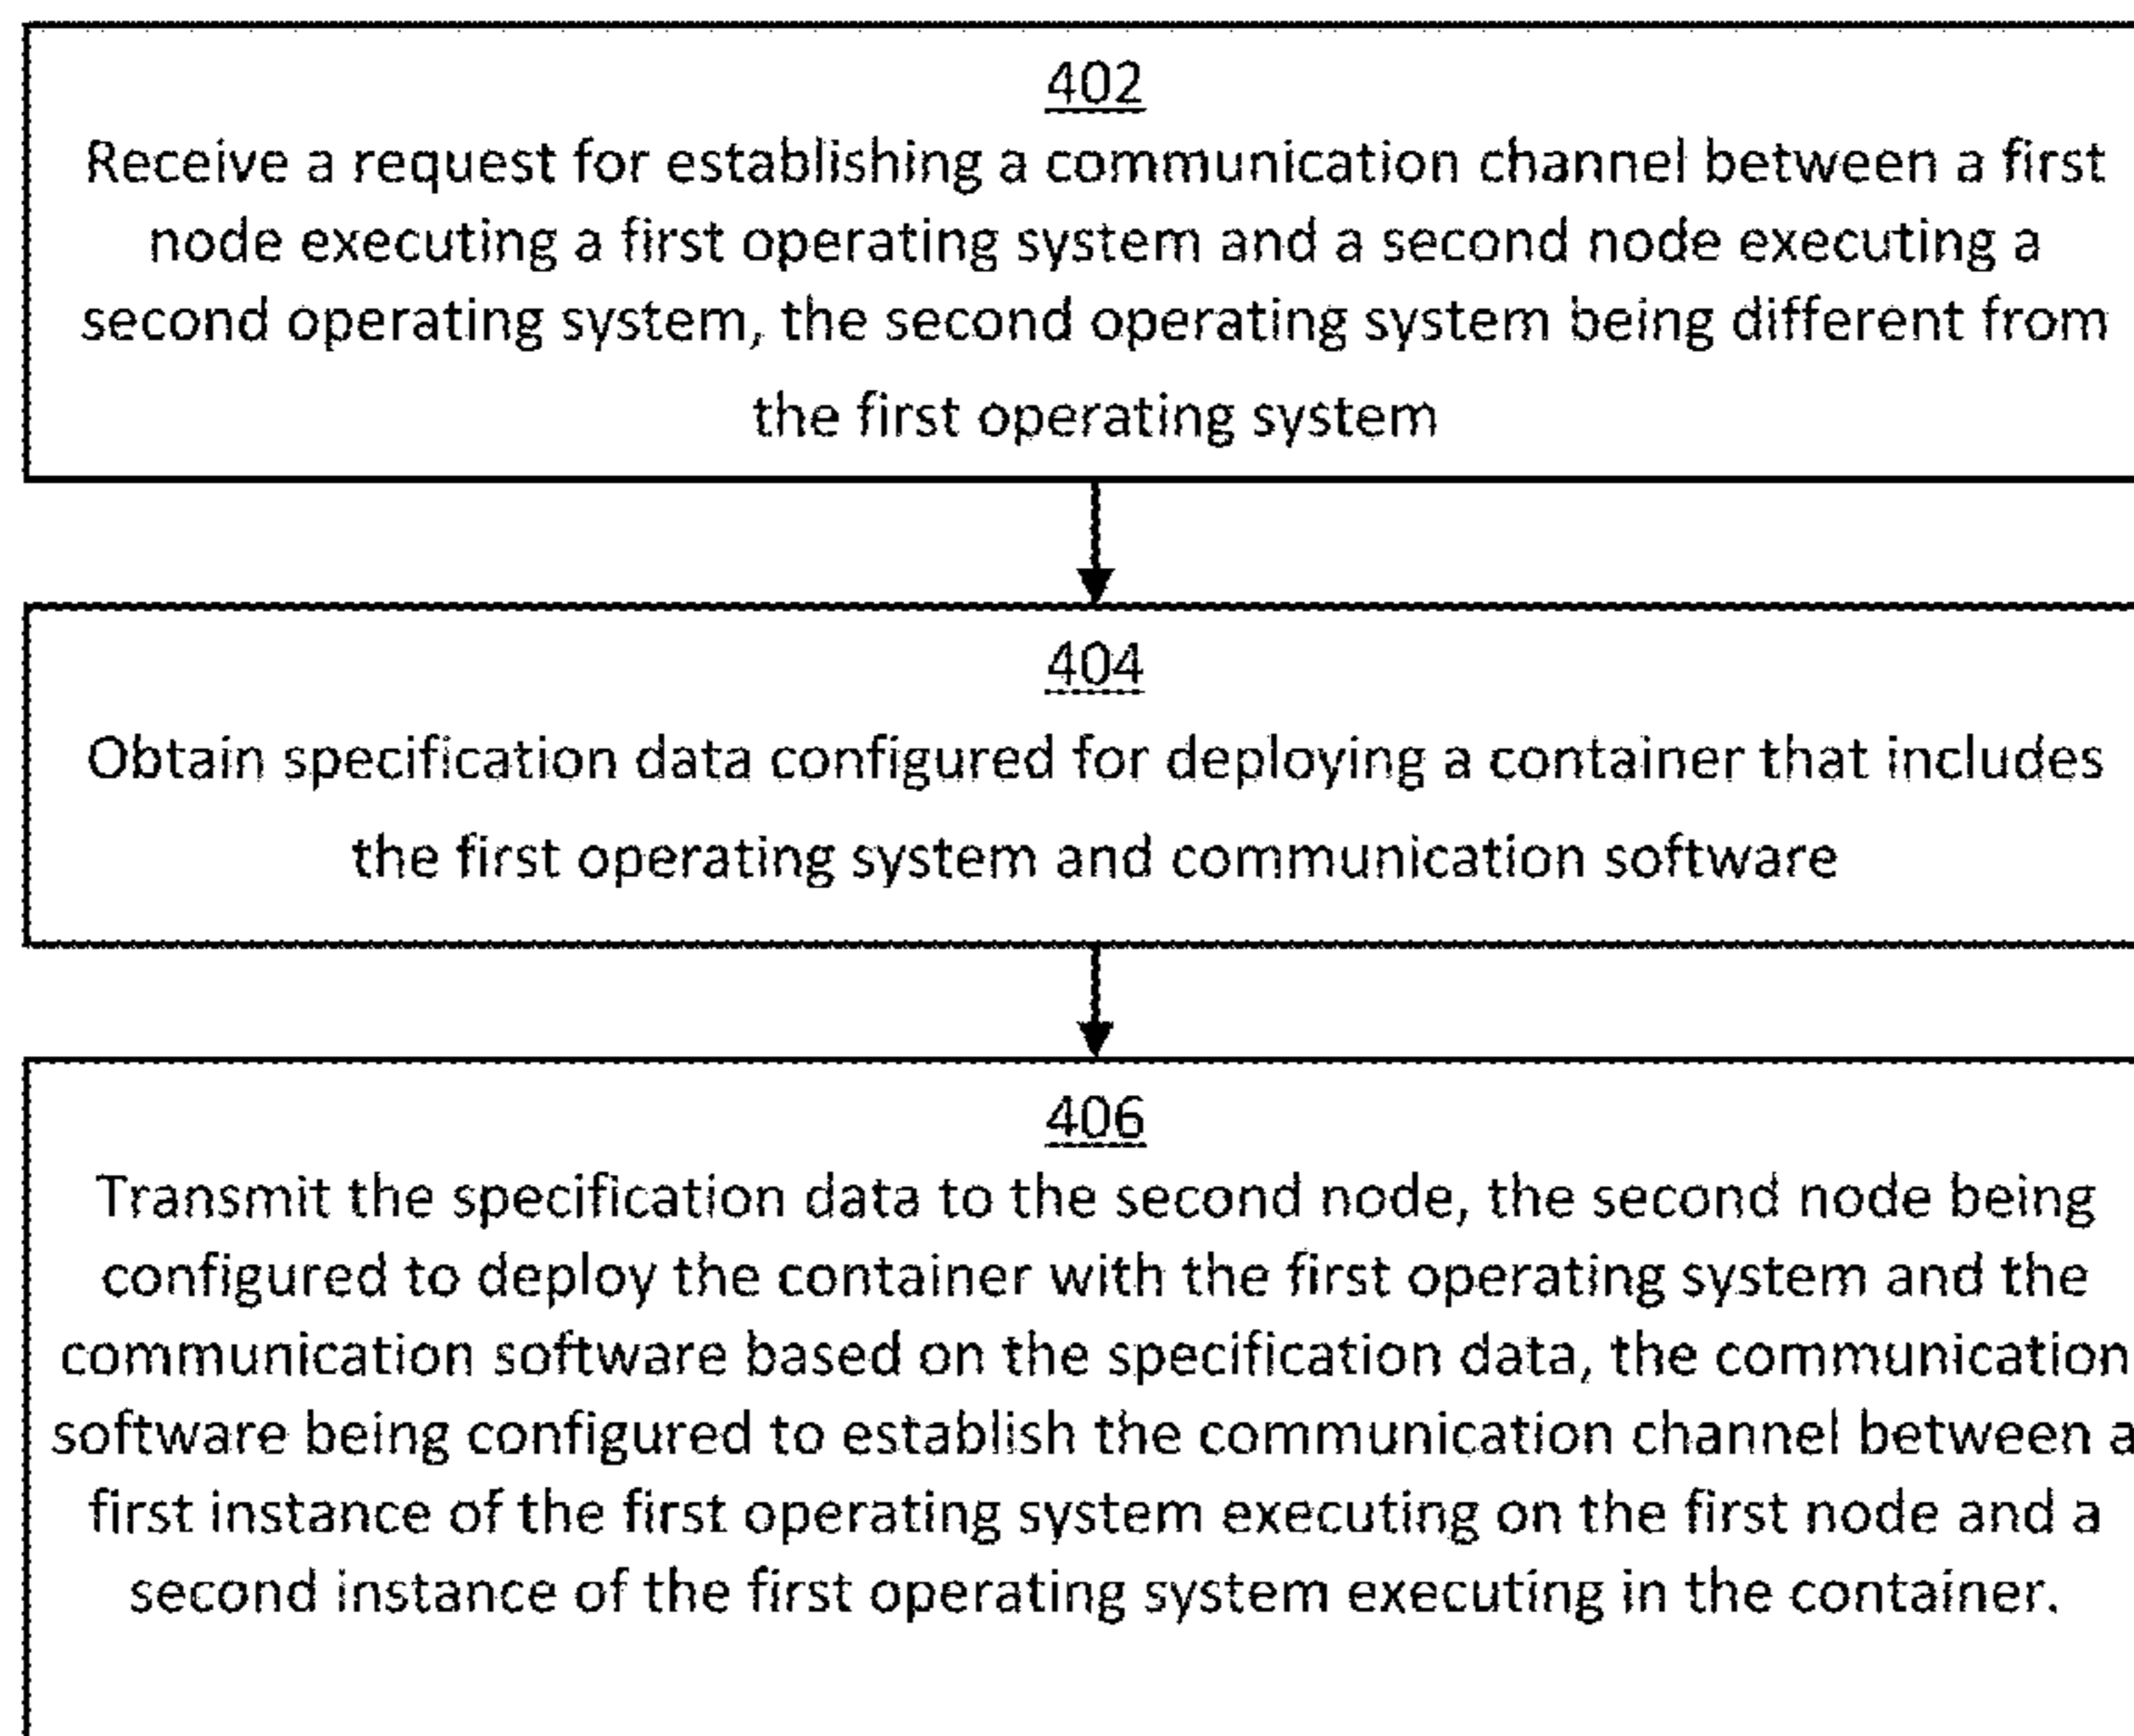 402
Receive a request for establishing a communication channel between a first
node executing a first operating system and a second node executing a
second operating system, the second operating system being different from
the first operating system
404
Obtain specification data configured for deploying a container that includes
the first operating system and communication software
406
Transmit the specification data to the second node, the second node being
configured to deploy the container with the first operating system and the
communication software based on the specification data, the communication
software being configured to establish the communication channel between a
first instance of the first operating system executing on the first node and a
second instance of the first operating system executing in the container.